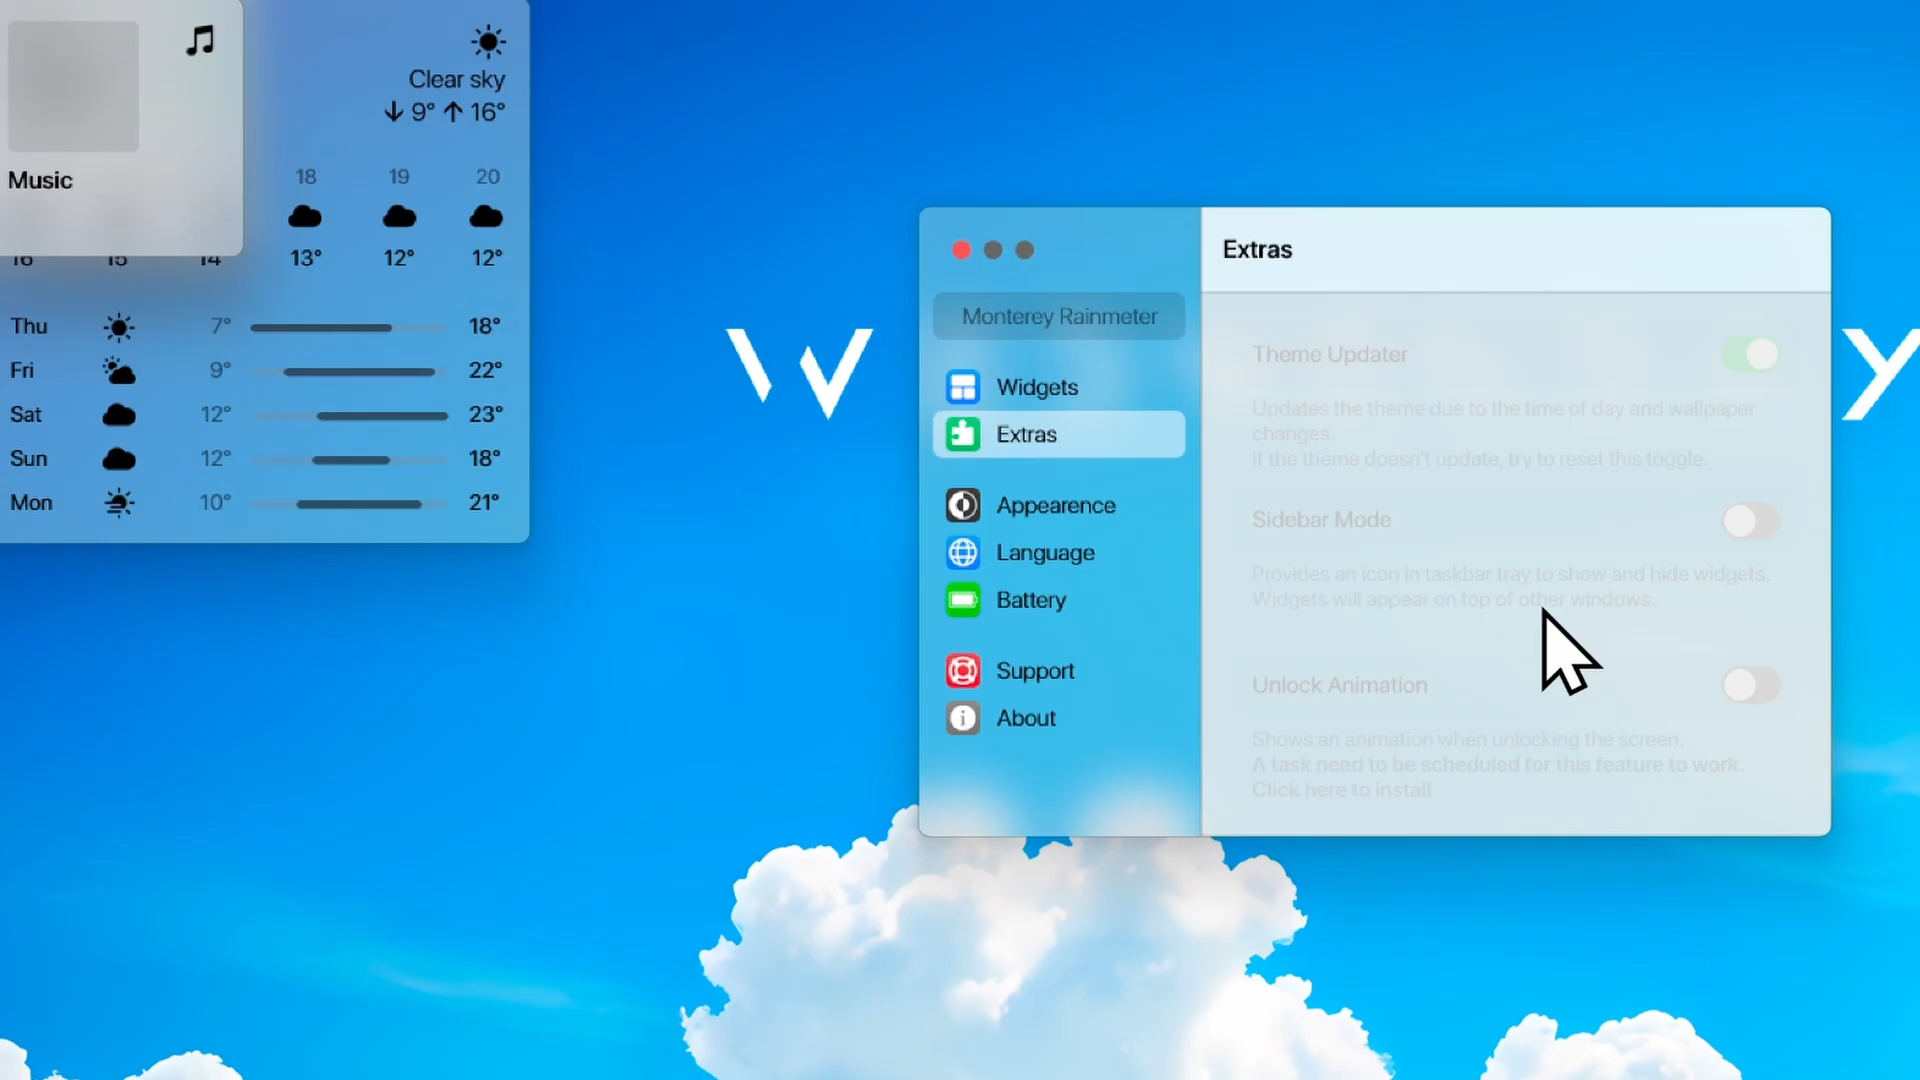 Music
Clear sky
↓ 9° ↑ 16°
18 19 20
13° 12° 12°
Thu 7° 18°
Fri 9° 22°
Sat 12° 23°
Sun 12° 18°
Mon 10° 21°
W
y
Monterey Rainmeter
Widgets
Extras
Appearence
Language
Battery
Support
About
Extras
Theme Updater
Updates the theme due to the time of day and wallpaper
changes.
If the theme doesn't update, try to reset this toggle.
Sidebar Mode
Provides an icon in taskbar tray to show and hide widgets.
Widgets will appear on top of other windows.
Unlock Animation
Shows an animation when unlocking the screen.
A task need to be scheduled for this feature to work.
Click here to install